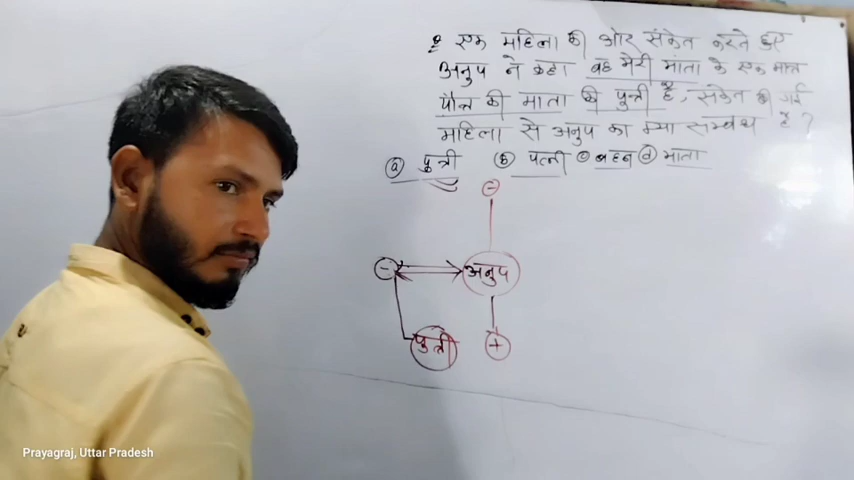 Q एक महिला की ओर संकेत करते हुए
अनुप ने कहा वह मेरी माता के एक मात्र
पौत्र की माता की पुत्री है, संकेत की गई
महिला से अनुप का क्या सम्बंध है ?
(a) पुत्री (b) पत्नी (c) बहन (d) माता
-
- अनुप
पुत्री +
Prayagraj, Uttar Pradesh